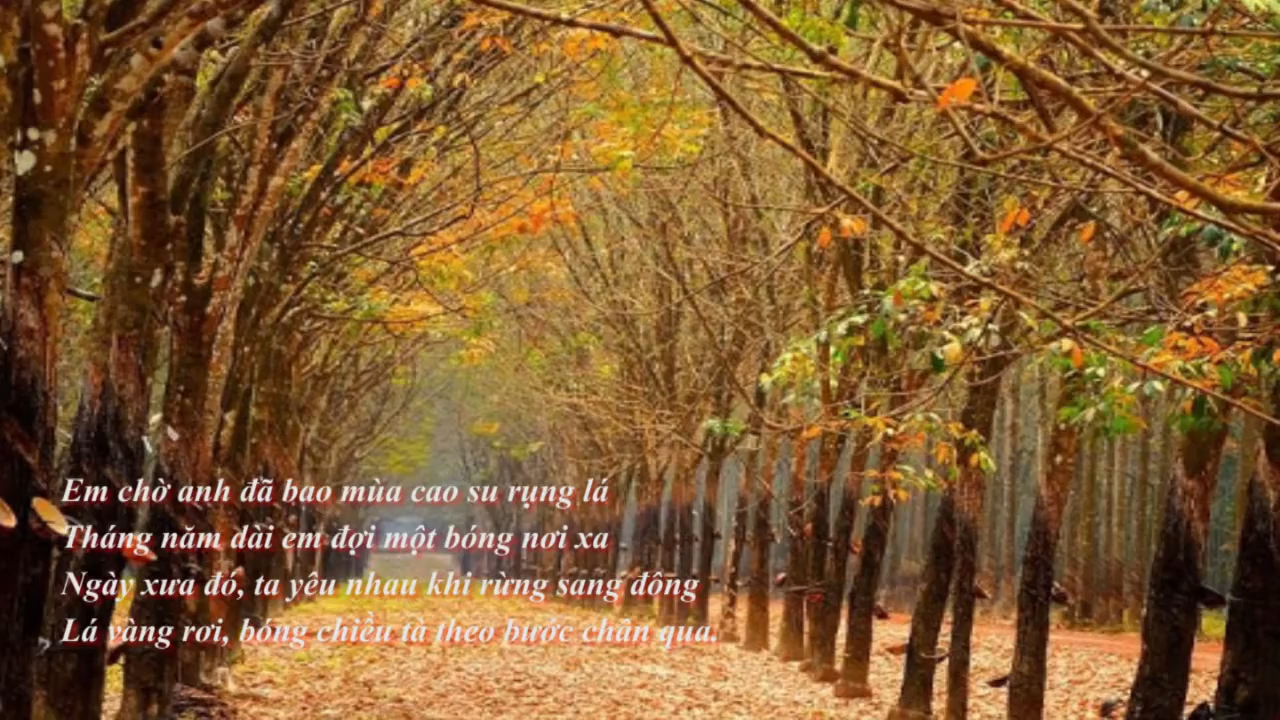 Em chờ anh đã bao mùa cao su rụng lá
Tháng năm dài em đợi một bóng nơi xa
Ngày xưa đó, ta yêu nhau khi rừng sang đông
Lá vàng rơi, bóng chiều tà theo bước chân qua.